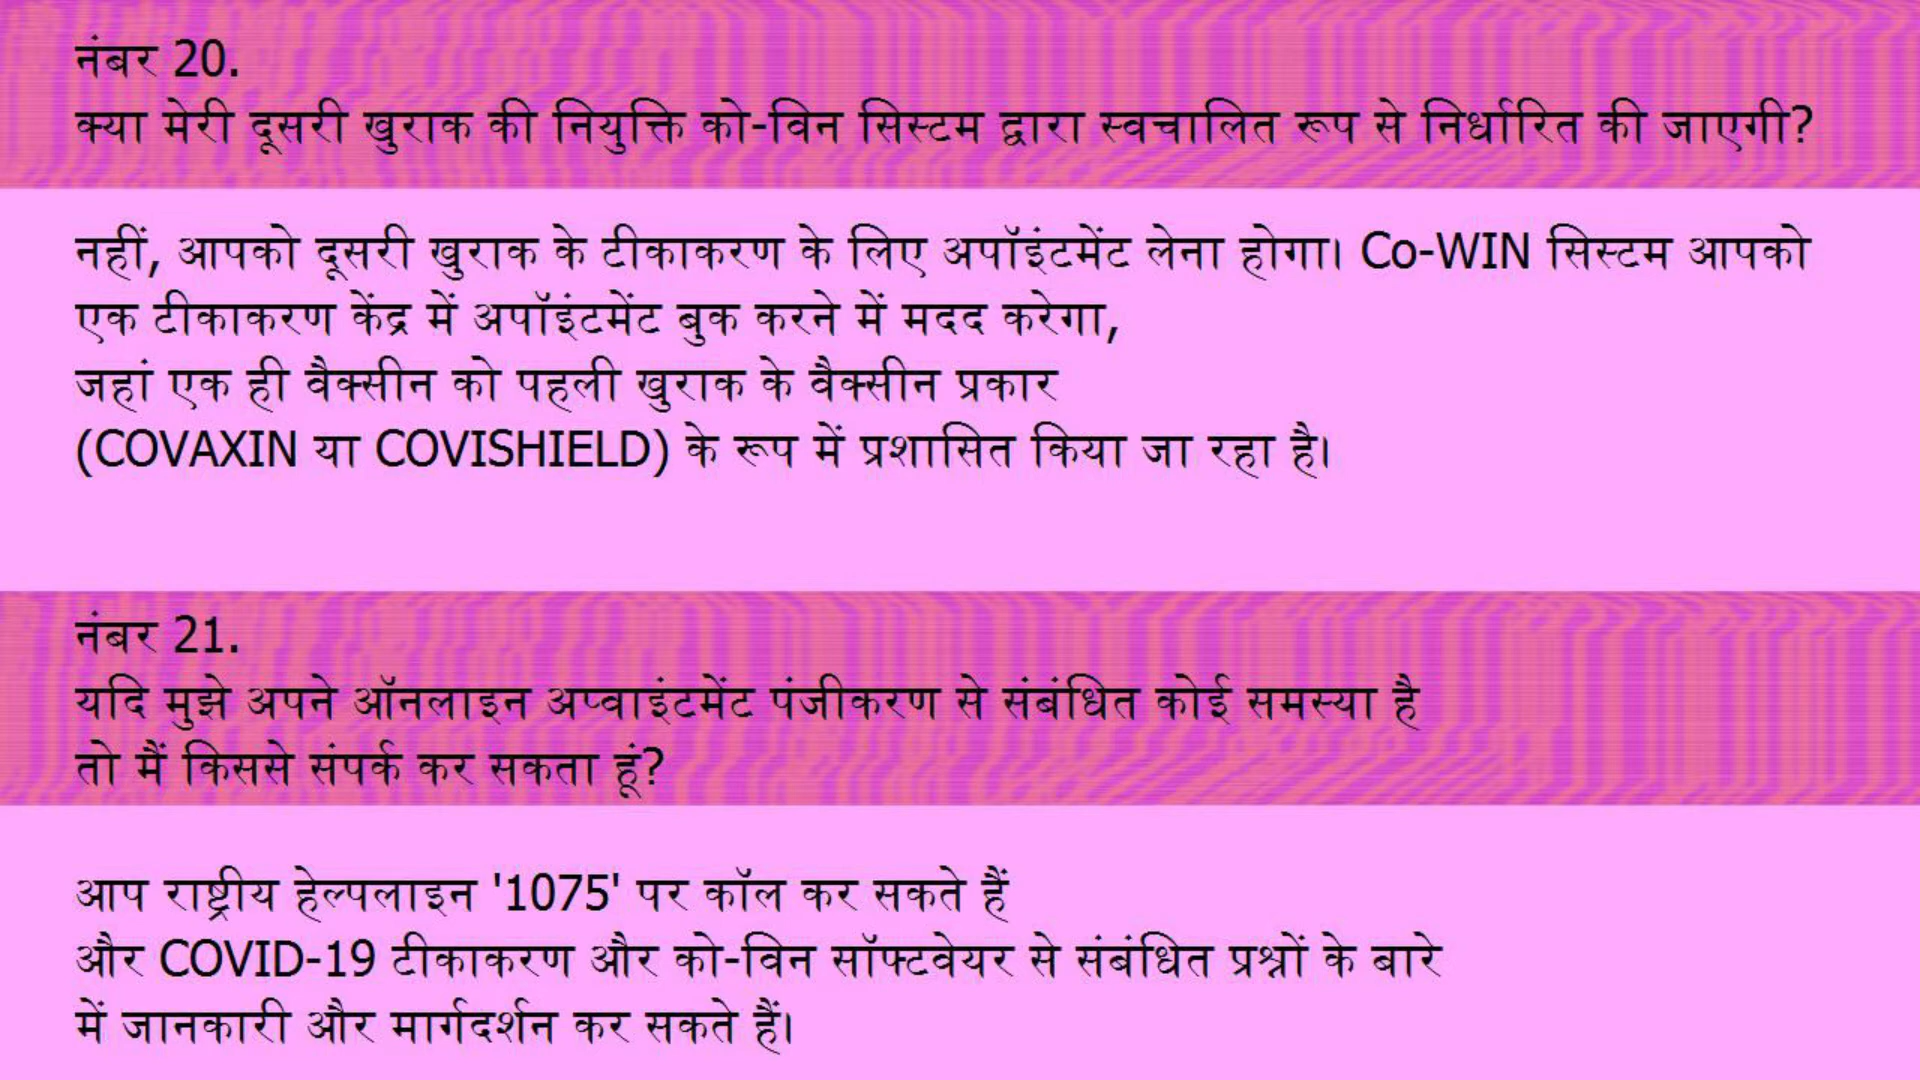 नंबर 20.
क्या मेरी दूसरी खुराक की नियुक्ति को-विन सिस्टम द्वारा स्वचालित रूप से निर्धारित की जाएगी?
नहीं, आपको दूसरी खुराक के टीकाकरण के लिए अपॉइंटमेंट लेना होगा। Co-WIN सिस्टम आपको
एक टीकाकरण केंद्र में अपॉइंटमेंट बुक करने में मदद करेगा,
जहां एक ही वैक्सीन को पहली खुराक के वैक्सीन प्रकार
(COVAXIN या COVISHIELD) के रूप में प्रशासित किया जा रहा है।
नंबर 21.
यदि मुझे अपने ऑनलाइन अप्वाइंटमेंट पंजीकरण से संबंधित कोई समस्या है
तो मैं किससे संपर्क कर सकता हूं?
आप राष्ट्रीय हेल्पलाइन '1075' पर कॉल कर सकते हैं
और COVID-19 टीकाकरण और को-विन सॉफ्टवेयर से संबंधित प्रश्नों के बारे
में जानकारी और मार्गदर्शन कर सकते हैं।